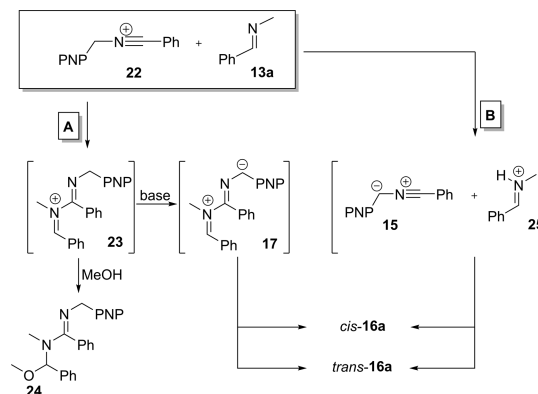 PNP N⊕ Ph + N Ph
22 13a
A B
N PNP N⊕ Ph Ph 23
base
N ⊖ PNP N⊕ Ph Ph 17
⊖ PNP N⊕ Ph 15 + H N⊕ Ph 25
MeOH
N PNP N Ph O Ph
24
cis-16a
trans-16a